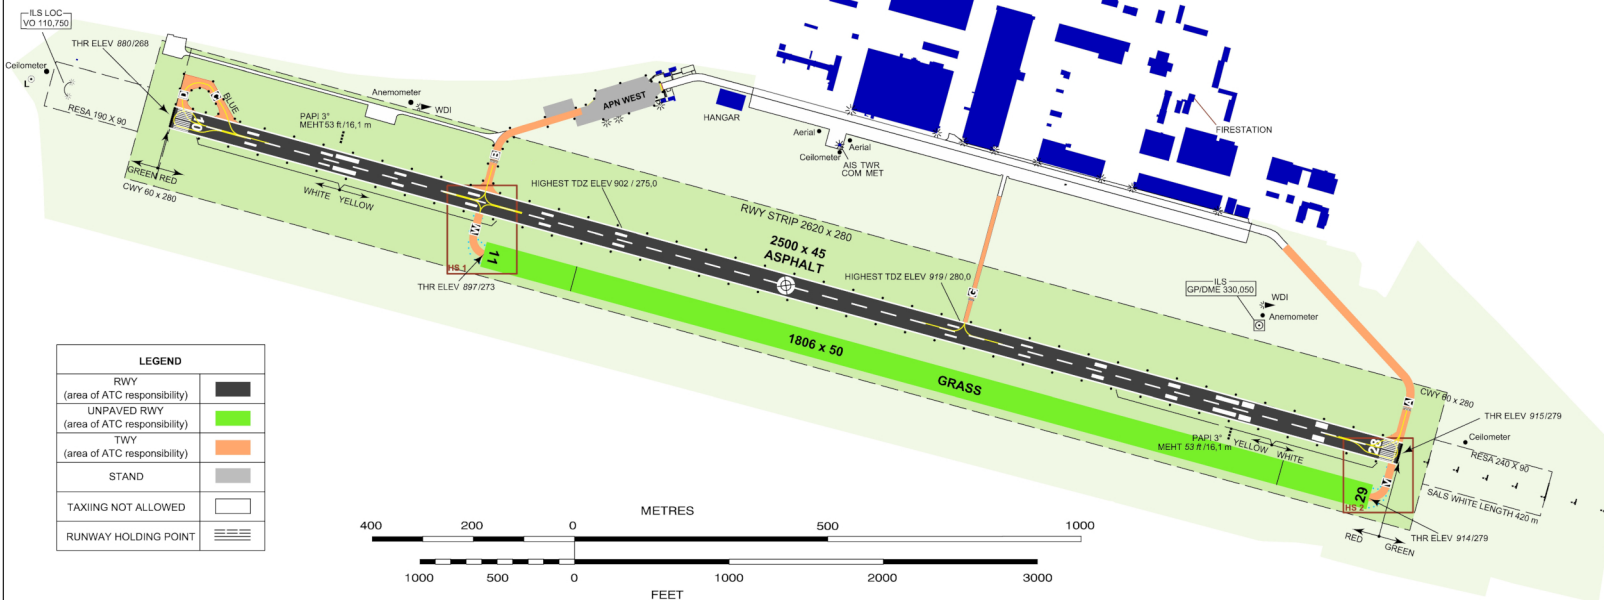 ILS LOC
VO 110,750
THR ELEV 880/268
Ceilometer
L
RESA 190 X 90
BLUE
Anemometer
WDI
PAPI 3°
MEHT 53 ft/16,1 m
GREEN RED
CWY 60 x 280
WHITE YELLOW
APN WEST
HANGAR
Aerial
Aerial
Ceilometer
AIS TWR
COM MET
FIRESTATION
B
HIGHEST TDZ ELEV 902 / 275,0
RWY STRIP 2620 x 280
2500 x 45
ASPHALT
HS 1
11
THR ELEV 897/273
HIGHEST TDZ ELEV 919/ 280,0
ILS
GP/DME 330,050
WDI
Anemometer
1806 x 50
GRASS
CWY 60 x 280
THR ELEV 915/279
Ceilometer
RESA 240 X 90
SALS WHITE LENGTH 420 m
PAPI 3°
MEHT 53 ft /16,1 m
YELLOW WHITE
28
29
HS 2
M
RED GREEN
THR ELEV 914/279
LEGEND
RWY
(area of ATC responsibility)
UNPAVED RWY
(area of ATC responsibility)
TWY
(area of ATC responsibility)
STAND
TAXIING NOT ALLOWED
RUNWAY HOLDING POINT
METRES
400 200 0 500 1000
1000 500 0 1000 2000 3000
FEET